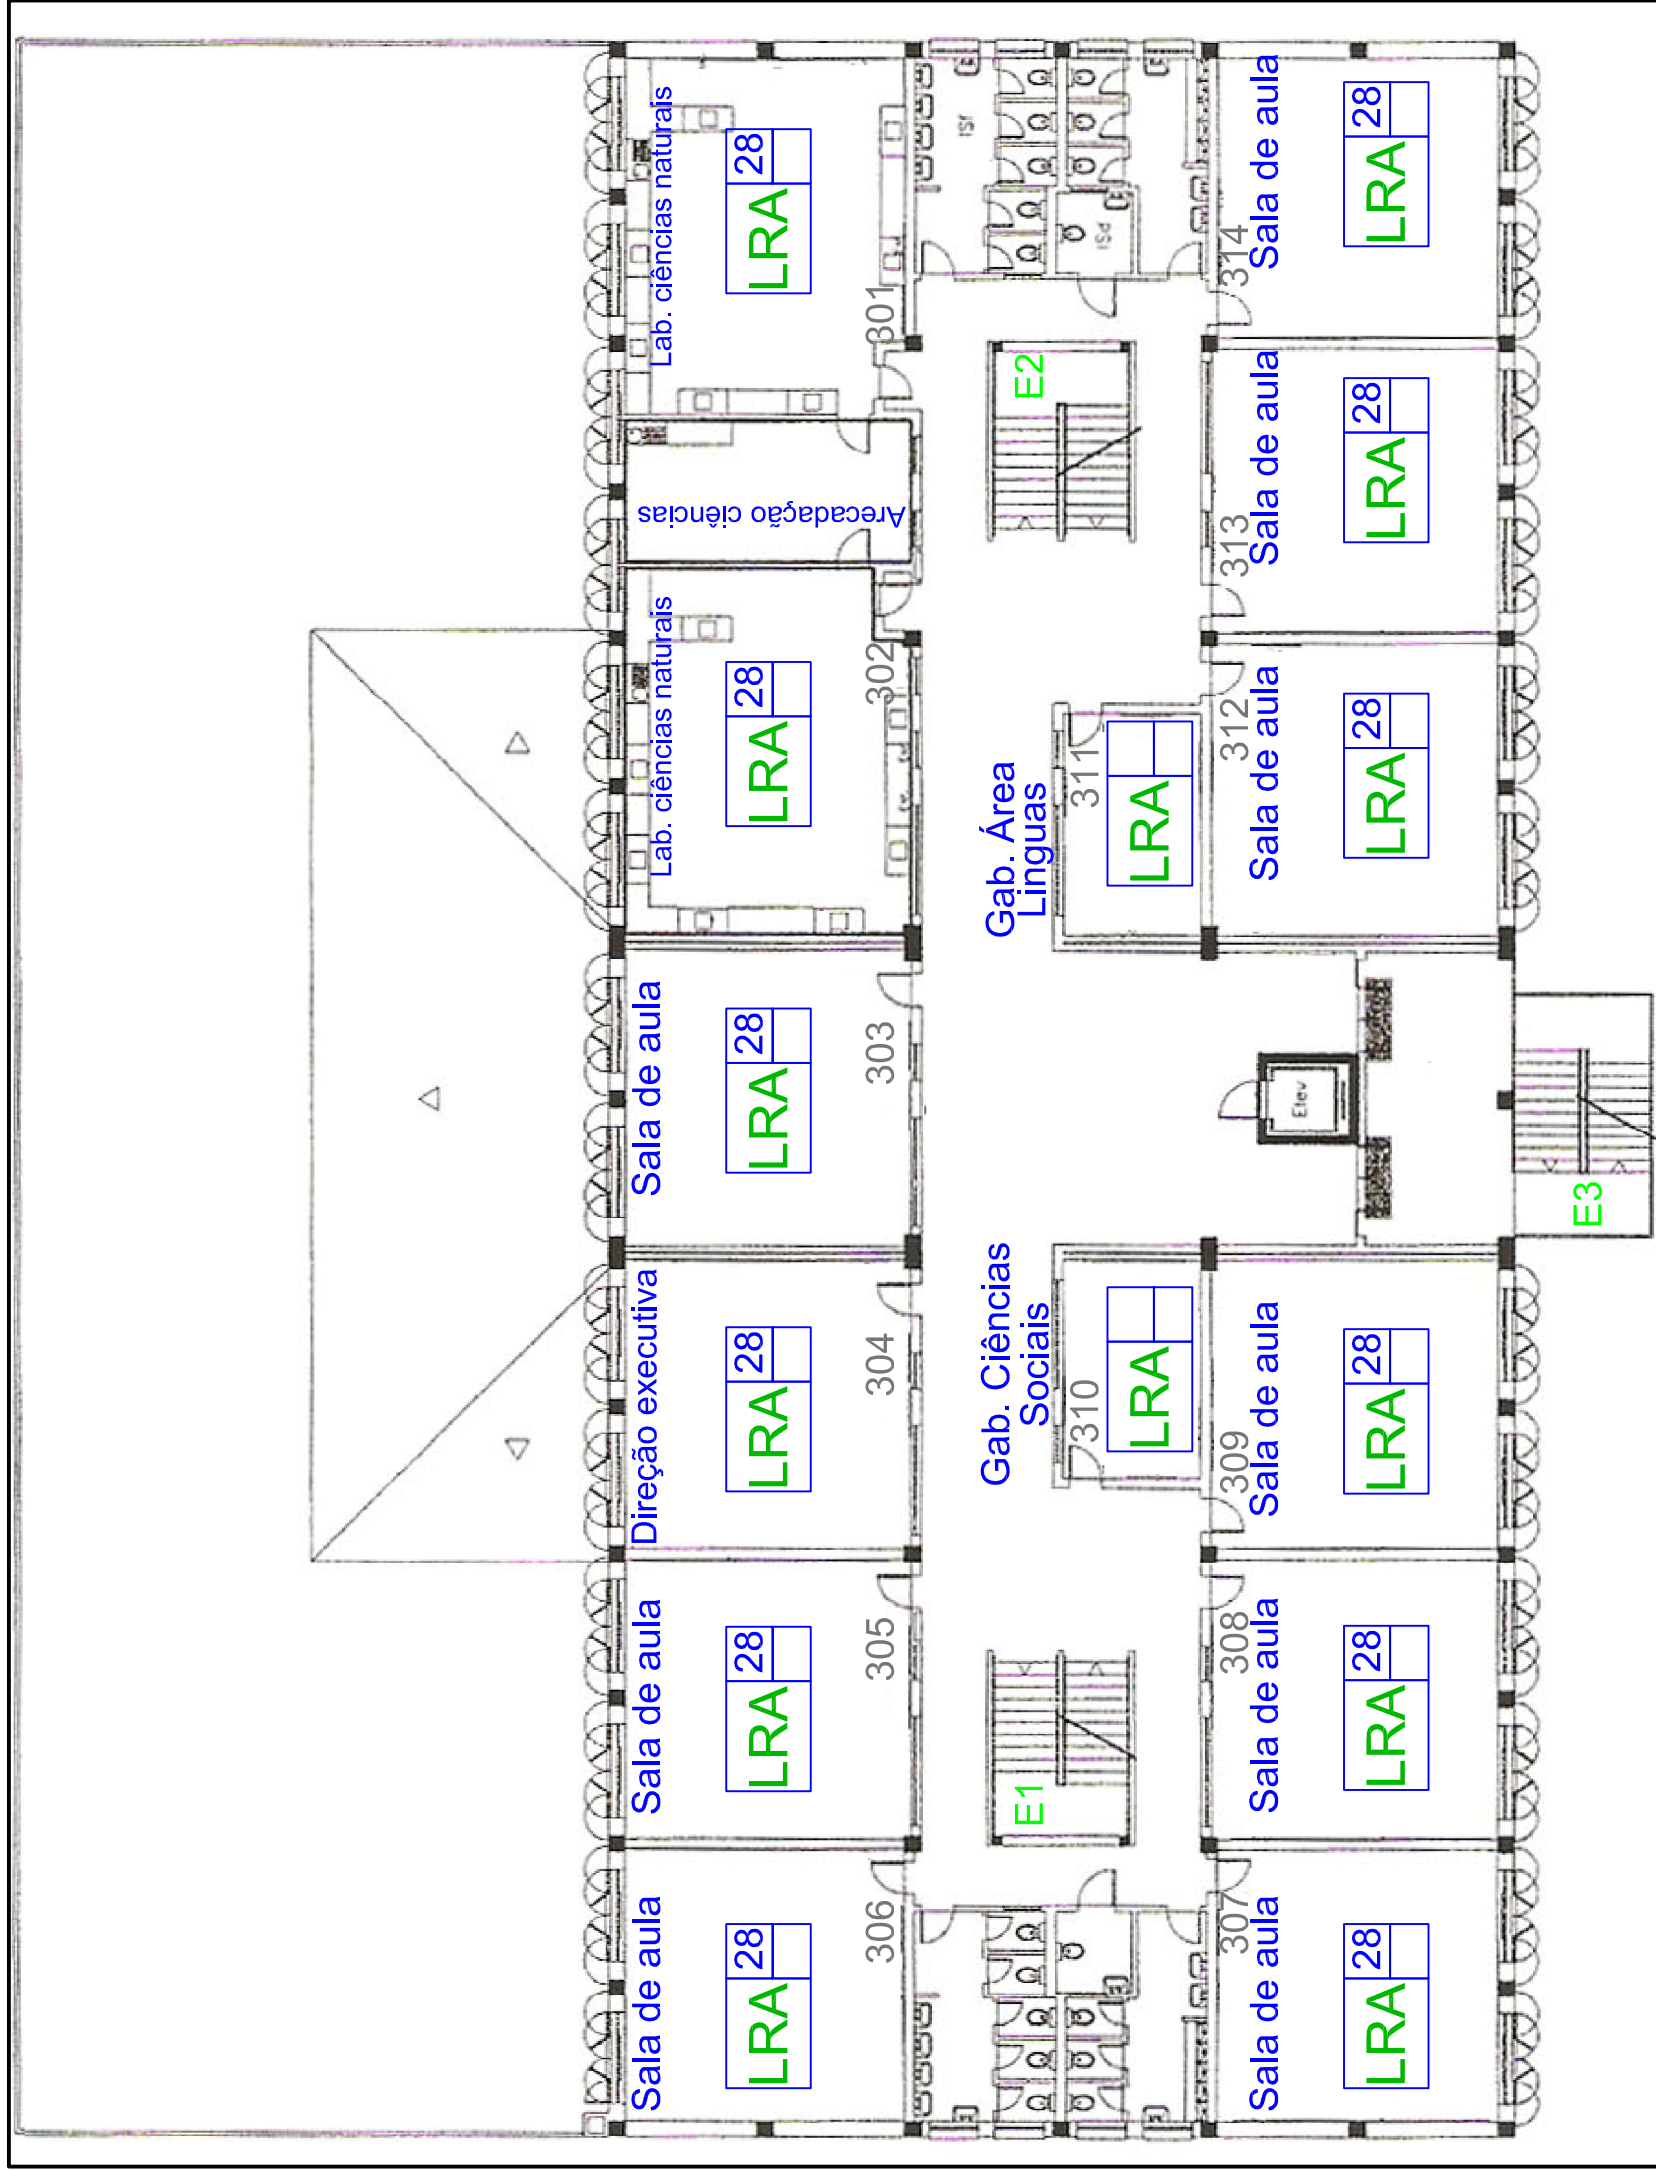 Sala de aula
28
LRA
306
Sala de aula
28
LRA
305
Direção executiva
28
LRA
304
Sala de aula
28
LRA
303
Lab. ciências naturais
28
LRA
302
Arecadação ciências
Lab. ciências naturais
28
LRA
301
E1
Gab. Ciências
Sociais
310
LRA
Gab. Área
Linguas
311
LRA
E2
Elev
307
Sala de aula
28
LRA
308
Sala de aula
28
LRA
309
Sala de aula
28
LRA
312
Sala de aula
28
LRA
313
Sala de aula
28
LRA
314
Sala de aula
28
LRA
E3